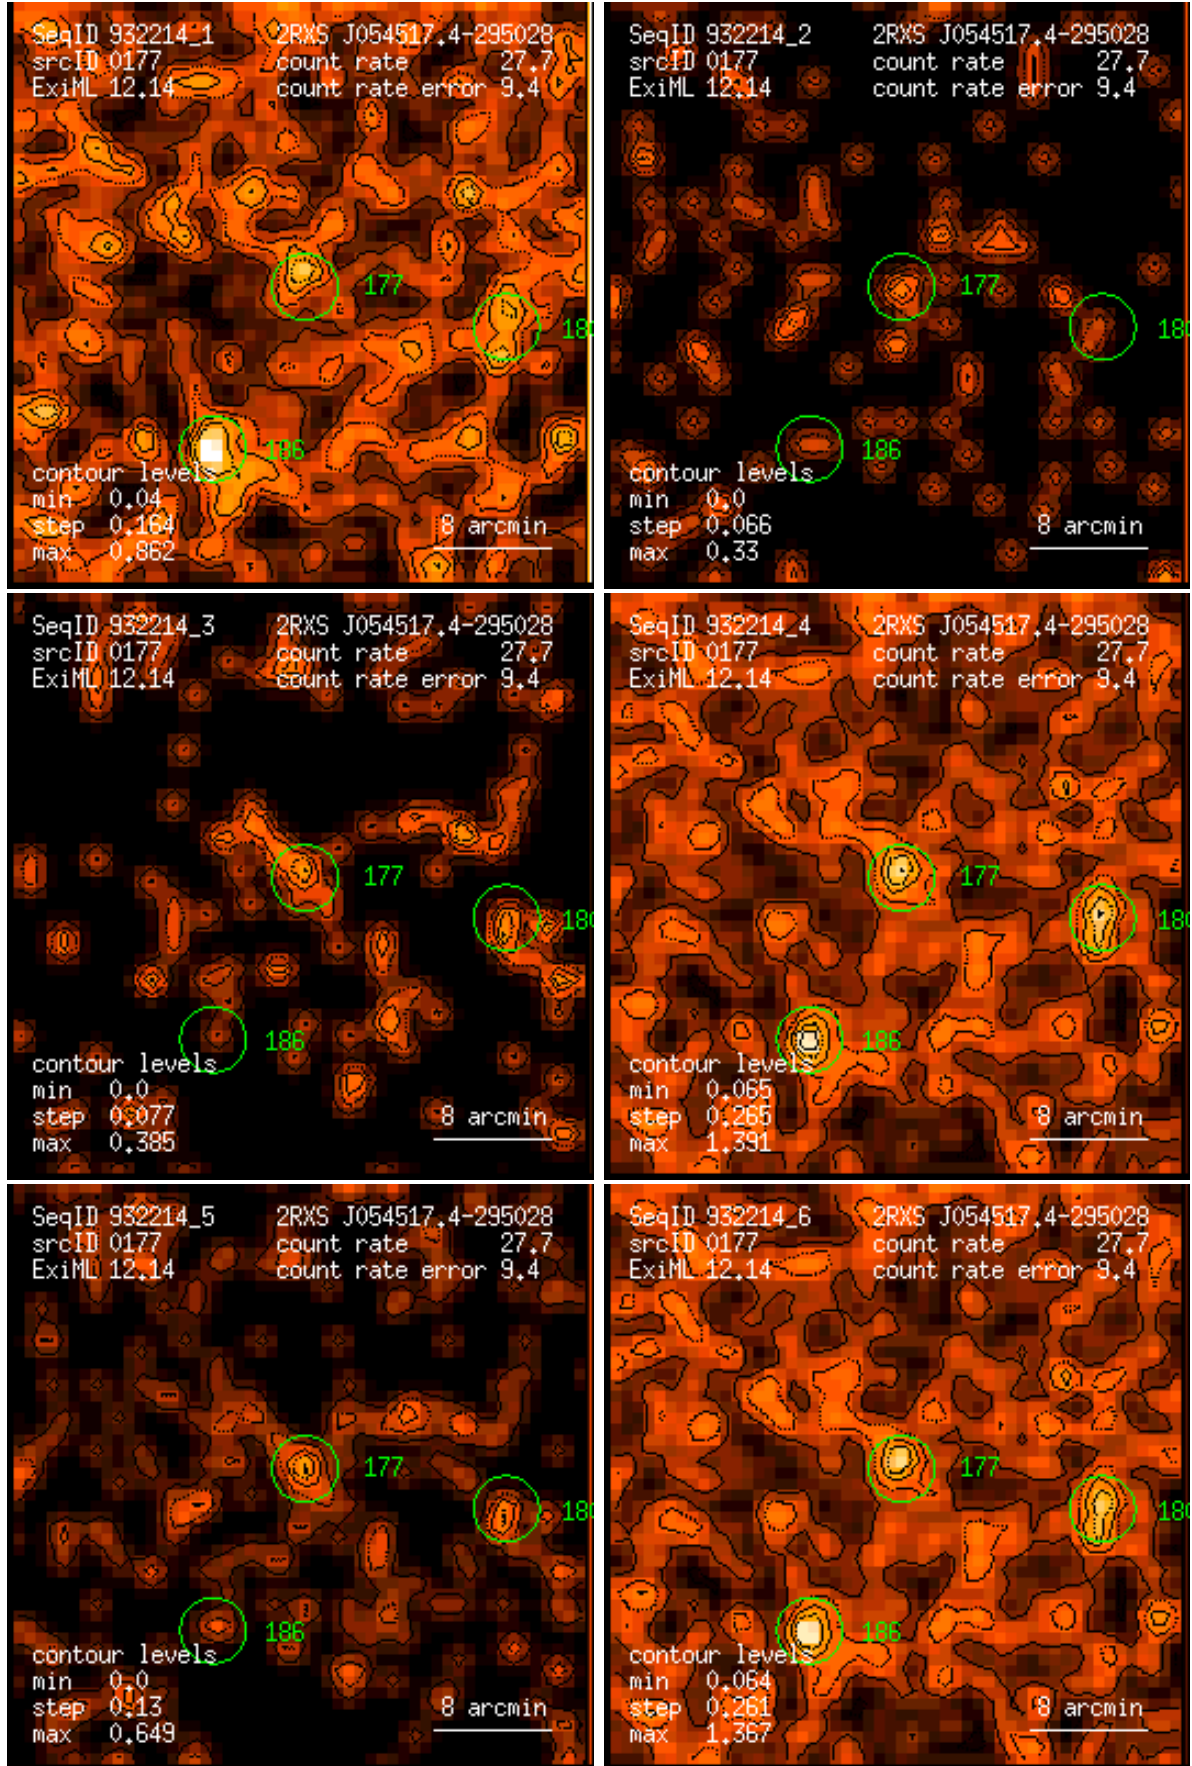 SeqID 932214_1 2RXS J054517.4-295028
srcID 0177 count rate 27.7
ExiML 12.14 count rate error 9.4
177
186
contour levels
min 0.04
step 0.164
max 0.862
8 arcmin
SeqID 932214_2 2RXS J054517.4-295028
srcID 0177 count rate 27.7
ExiML 12.14 count rate error 9.4
177
180
186
contour levels
min 0.0
step 0.066
max 0.33
8 arcmin
SeqID 932214_3 2RXS J054517.4-295028
srcID 0177 count rate 27.7
ExiML 12.14 count rate error 9.4
177
186
contour levels
min 0.0
step 0.077
max 0.385
8 arcmin
SeqID 932214_4 2RXS J054517.4-295028
srcID 0177 count rate 27.7
ExiML 12.14 count rate error 9.4
177
180
186
contour levels
min 0.065
step 0.265
max 1.391
8 arcmin
SeqID 932214_5 2RXS J054517.4-295028
srcID 0177 count rate 27.7
ExiML 12.14 count rate error 9.4
177
186
contour levels
min 0.0
step 0.13
max 0.649
8 arcmin
SeqID 932214_6 2RXS J054517.4-295028
srcID 0177 count rate 27.7
ExiML 12.14 count rate error 9.4
177
180
186
contour levels
min 0.064
step 0.261
max 1.367
8 arcmin